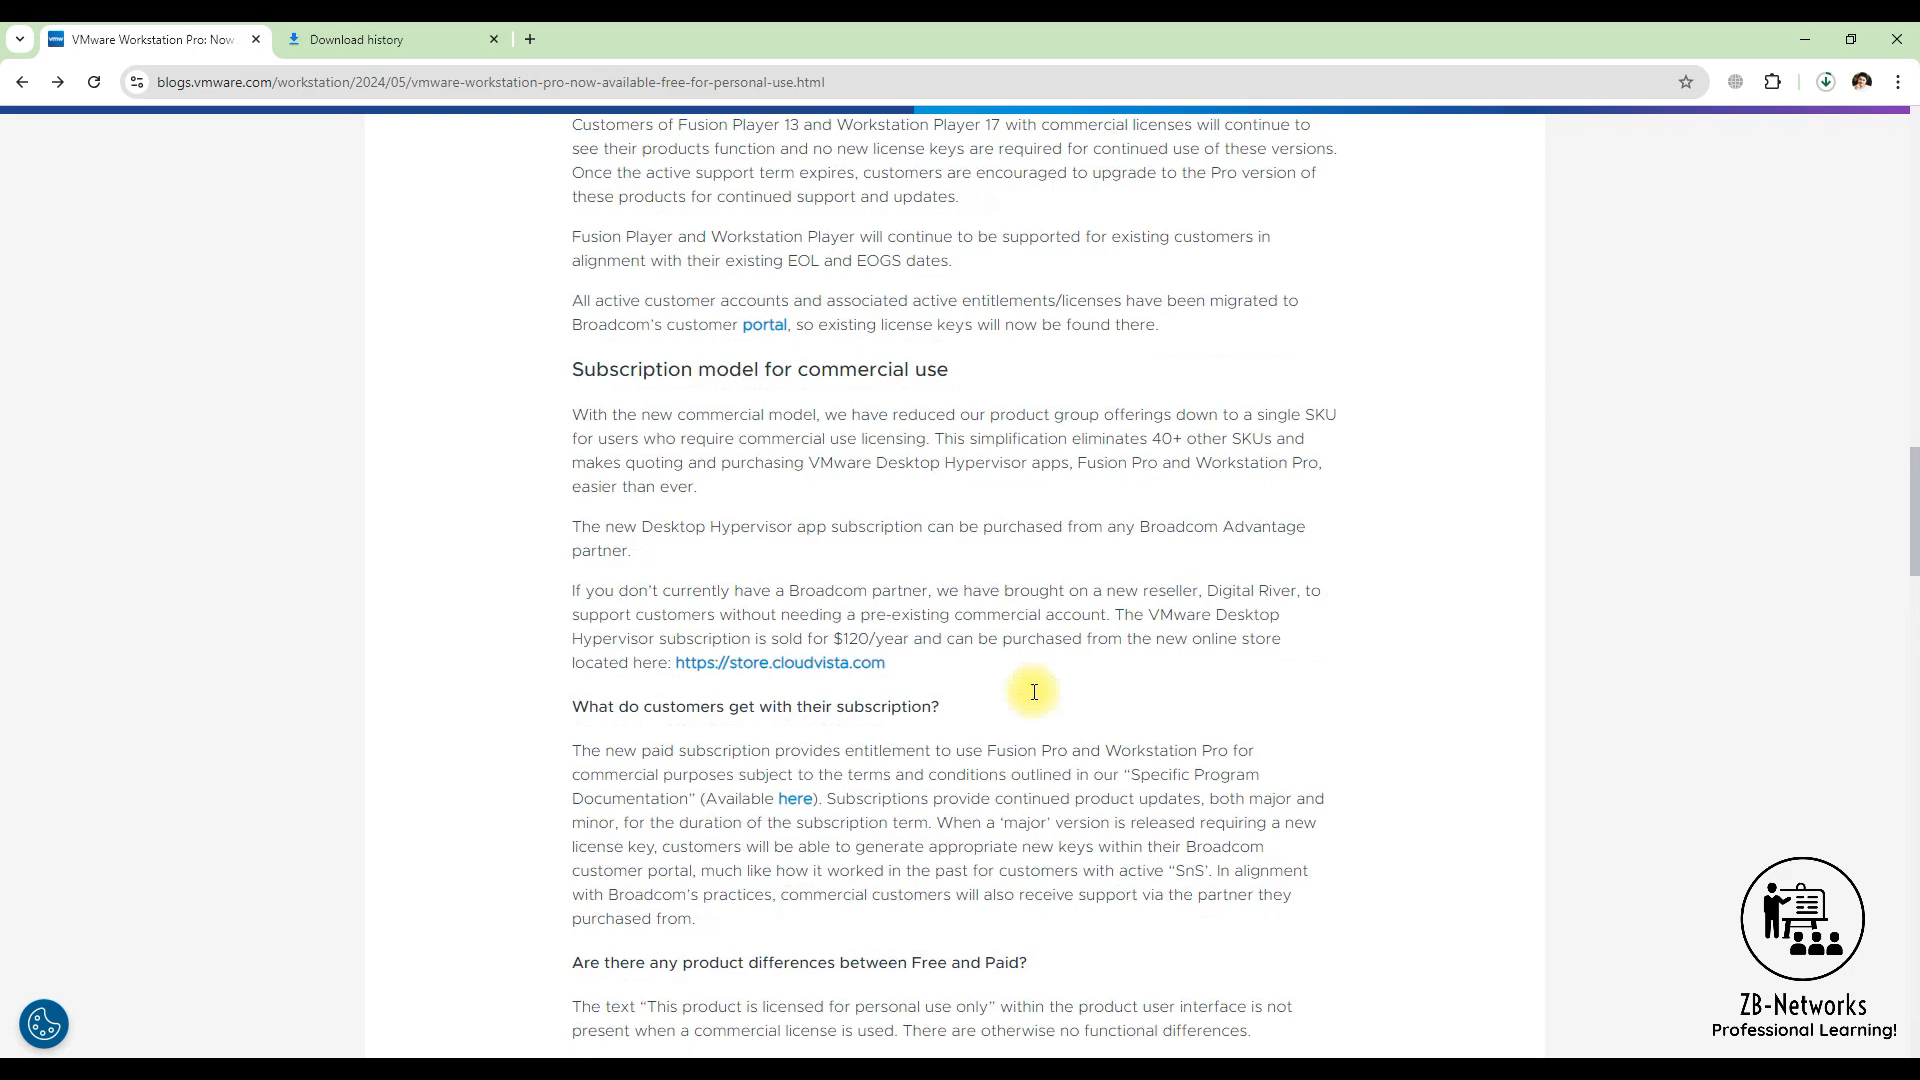 VMware Workstation Pro: Now
Download history
blogs.vmware.com/workstation/2024/05/vmware-workstation-pro-now-available-free-for-personal-use.html
Customers of Fusion Player 13 and Workstation Player 17 with commercial licenses will continue to
see their products function and no new license keys are required for continued use of these versions.
Once the active support term expires, customers are encouraged to upgrade to the Pro version of
these products for continued support and updates.
Fusion Player and Workstation Player will continue to be supported for existing customers in
alignment with their existing EOL and EOGS dates.
All active customer accounts and associated active entitlements/licenses have been migrated to
Broadcom's customer portal, so existing license keys will now be found there.
Subscription model for commercial use
With the new commercial model, we have reduced our product group offerings down to a single SKU
for users who require commercial use licensing. This simplification eliminates 40+ other SKUs and
makes quoting and purchasing VMware Desktop Hypervisor apps, Fusion Pro and Workstation Pro,
easier than ever.
The new Desktop Hypervisor app subscription can be purchased from any Broadcom Advantage
partner.
If you don't currently have a Broadcom partner, we have brought on a new reseller, Digital River, to
support customers without needing a pre-existing commercial account. The VMware Desktop
Hypervisor subscription is sold for $120/year and can be purchased from the new online store
located here: https://store.cloudvista.com
What do customers get with their subscription?
The new paid subscription provides entitlement to use Fusion Pro and Workstation Pro for
commercial purposes subject to the terms and conditions outlined in our “Specific Program
Documentation” (Available here). Subscriptions provide continued product updates, both major and
minor, for the duration of the subscription term. When a ‘major’ version is released requiring a new
license key, customers will be able to generate appropriate new keys within their Broadcom
customer portal, much like how it worked in the past for customers with active “SnS’. In alignment
with Broadcom's practices, commercial customers will also receive support via the partner they
purchased from.
Are there any product differences between Free and Paid?
The text “This product is licensed for personal use only” within the product user interface is not
present when a commercial license is used. There are otherwise no functional differences.
ZB-Networks
Professional Learning!